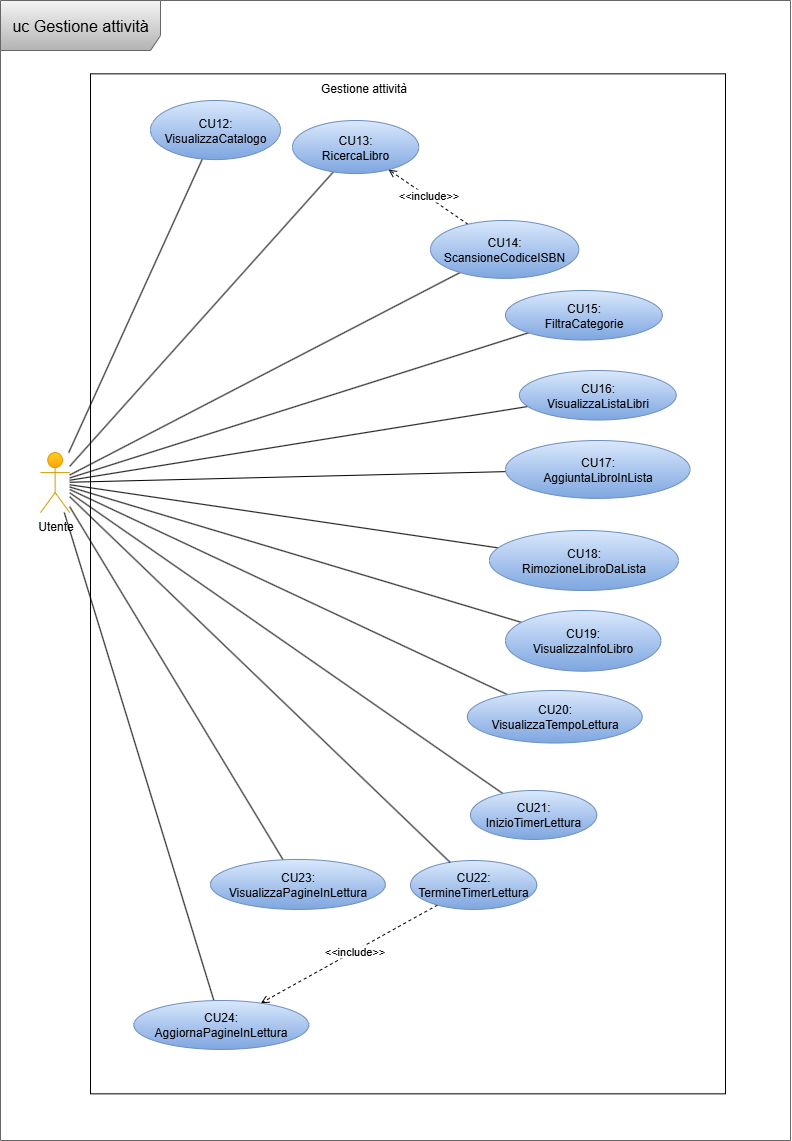 uc Gestione attività
Gestione attività
CU12:
VisualizzaCatalogo
CU13:
RicercaLibro
<<include>>
CU14:
ScansioneCodiceISBN
CU15:
FiltraCategorie
CU16:
VisualizzaListaLibri
CU17:
AggiuntaLibroInLista
Utente
CU18:
RimozioneLibroDaLista
CU19:
VisualizzaInfoLibro
CU20:
VisualizzaTempoLettura
CU21:
InizioTimerLettura
CU23:
VisualizzaPagineInLettura
CU22:
TermineTimerLettura
<<include>>
CU24:
AggiornaPagineInLettura